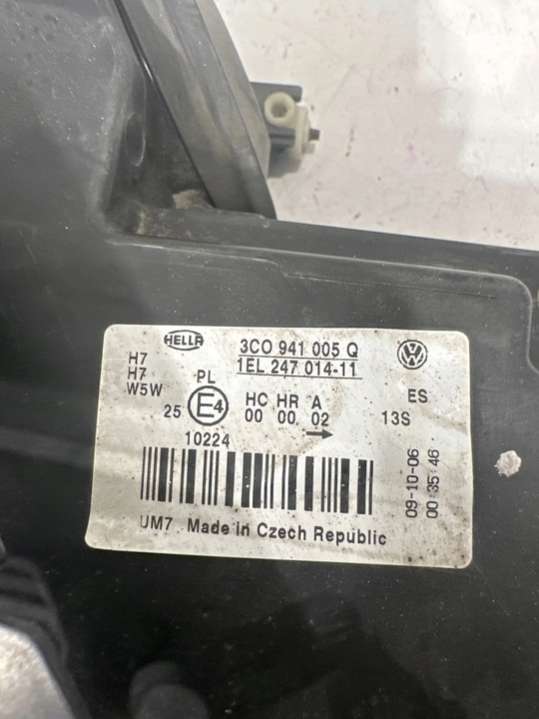 HELLA
3C0 941 005 Q
1EL 247 014-11
H7
H7
W5W
PL
25 E4
HC HR A
00 00 02
ES
13S
10224
09-10-06
00:35:46
UM7. Made in Czech Republic